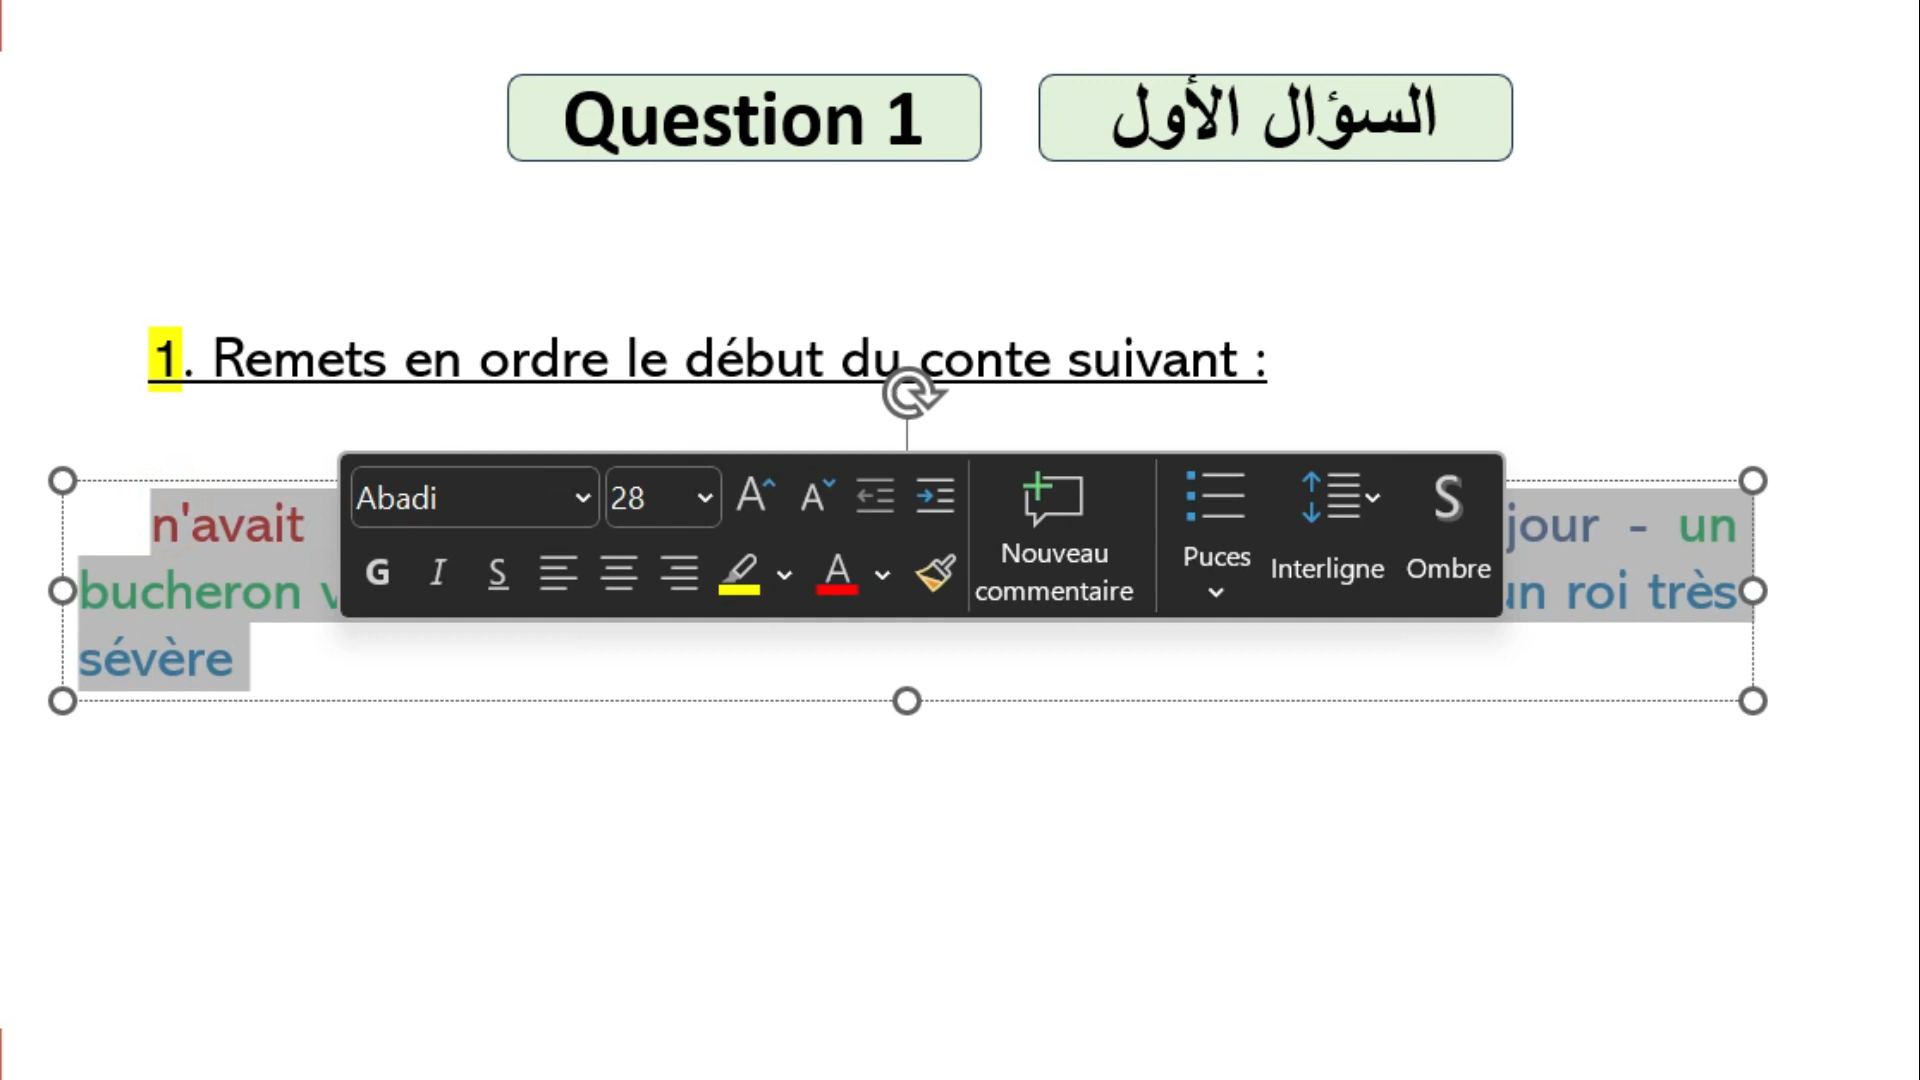 Question 1
السؤال الأول
1. Remets en ordre le début du conte suivant :
Abadi
28
G I S
A
Nouveau commentaire
Puces
Interligne
S
Ombre
n'avait jour - un
bucheron un roi très
sévère